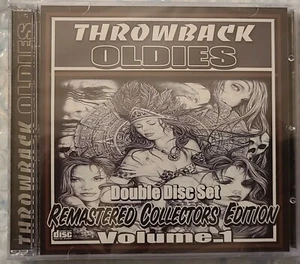 THROWBACK OLDIES
THROWBACK
OLDIES
Double Disc Set
REMASTERED COLLECTORS EDITION
Volume.1
disc